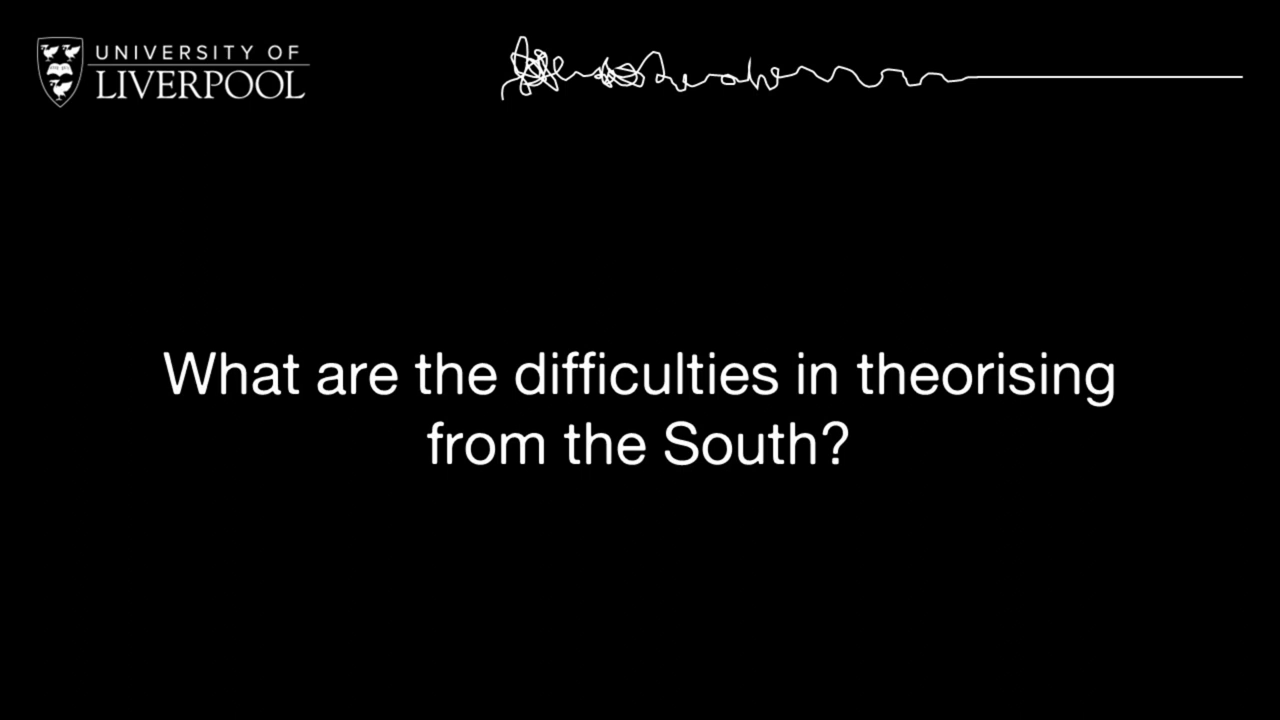 UNIVERSITY OF
LIVERPOOL
What are the difficulties in theorising
from the South?